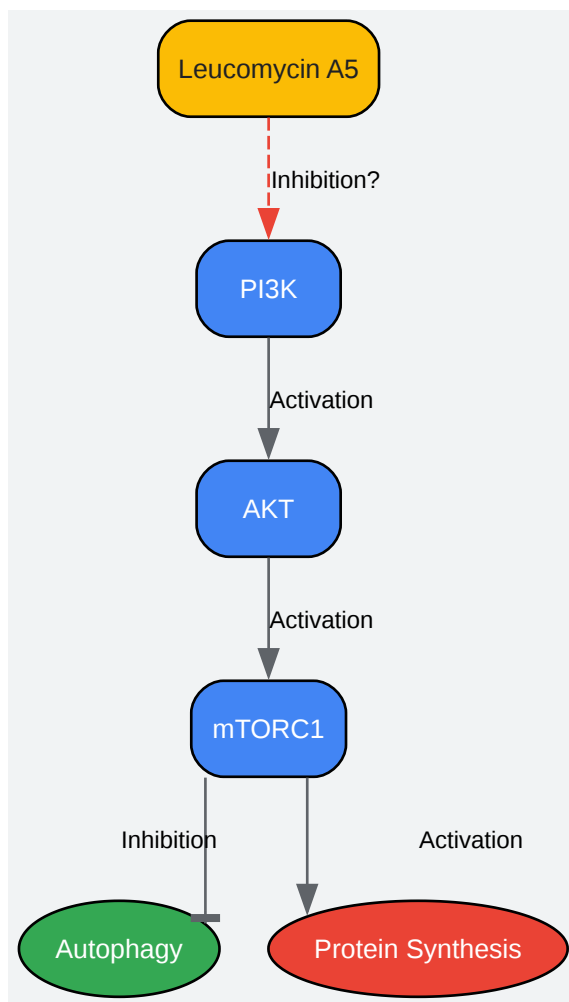 Leucomycin A5
Inhibition?
PI3K
Activation
AKT
Activation
mTORC1
Inhibition
Activation
Autophagy
Protein Synthesis